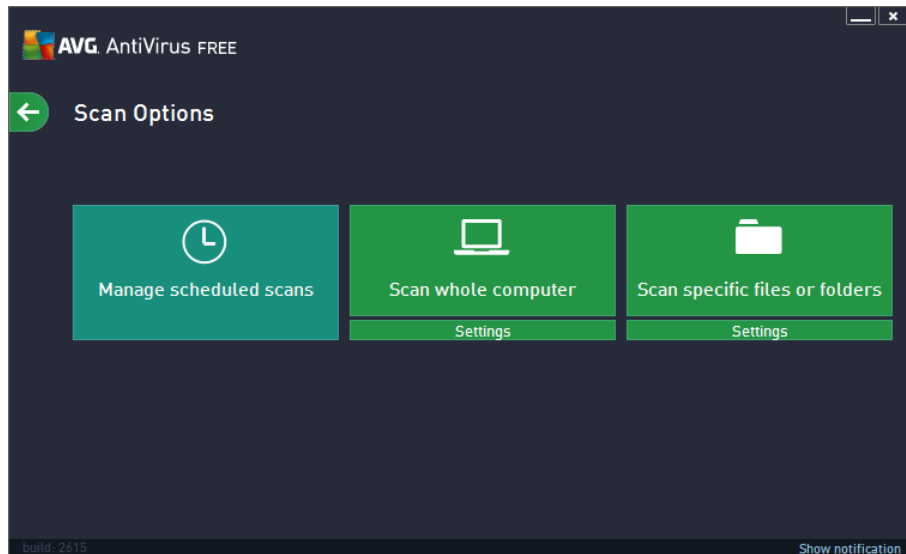 AVG. AntiVirus FREE
Scan Options
Manage scheduled scans
Scan whole computer
Scan specific files or folders
Settings
Settings
build: 2615
Show notification